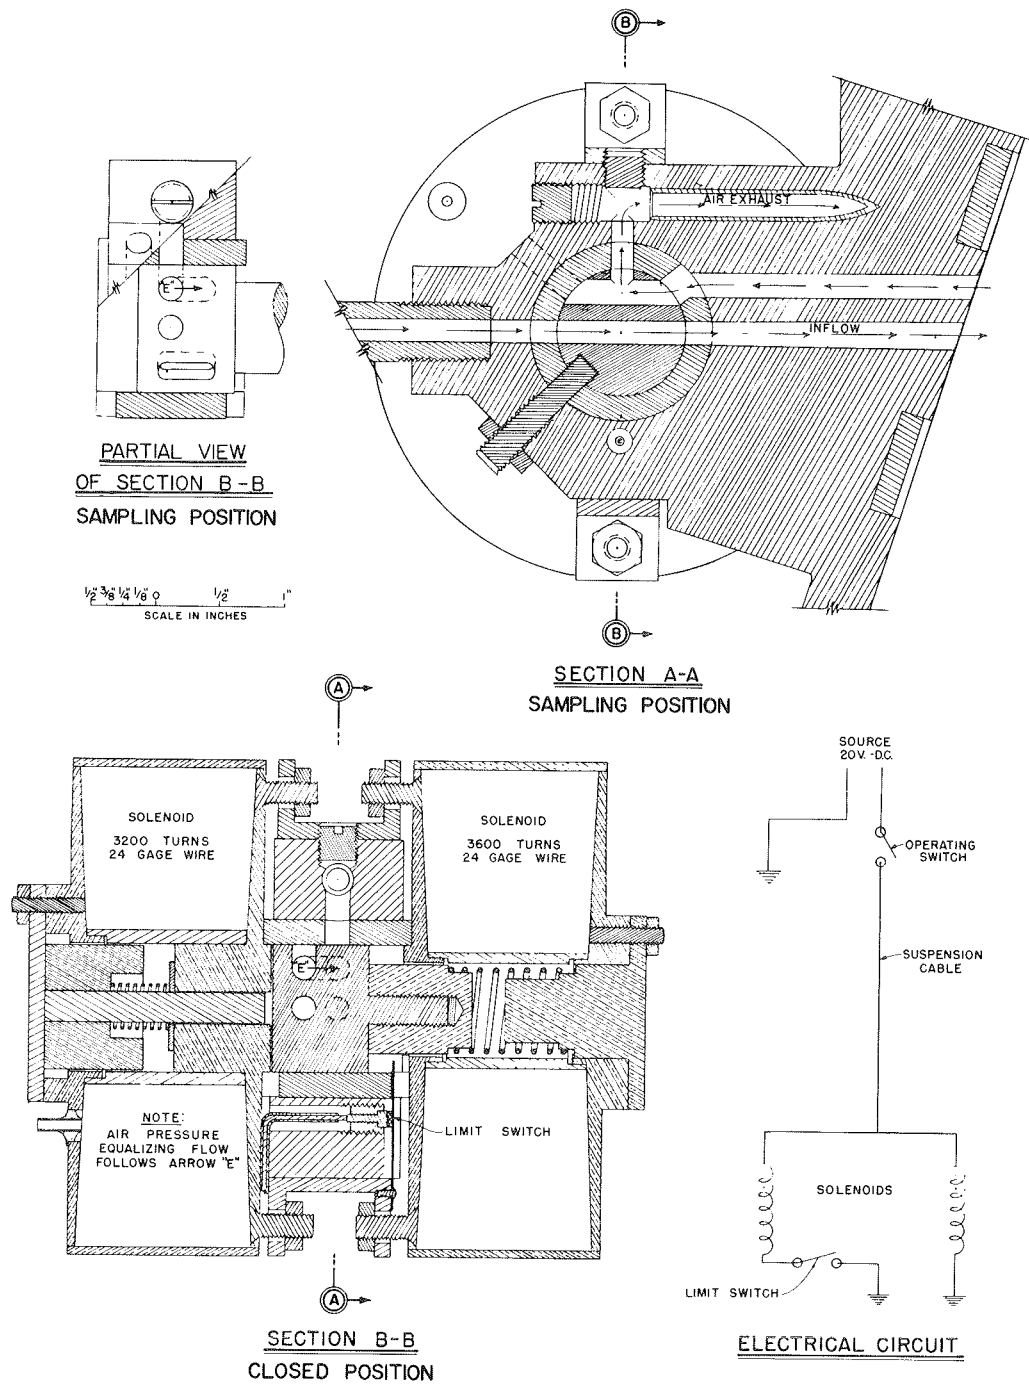 B
AIR EXHAUST
INFLOW
"E"
PARTIAL VIEW
OF SECTION B-B
SAMPLING POSITION
1/2" 3/8" 1/4" 1/8" 0 1/2" 1"
SCALE IN INCHES
B
SECTION A-A
SAMPLING POSITION
A
SOLENOID
3200 TURNS
24 GAGE WIRE
SOLENOID
3600 TURNS
24 GAGE WIRE
"E"
NOTE:
AIR PRESSURE
EQUALIZING FLOW
FOLLOWS ARROW "E"
LIMIT SWITCH
A
SECTION B-B
CLOSED POSITION
SOURCE
20 V. - D.C.
OPERATING
SWITCH
SUSPENSION
CABLE
SOLENOIDS
LIMIT SWITCH
ELECTRICAL CIRCUIT